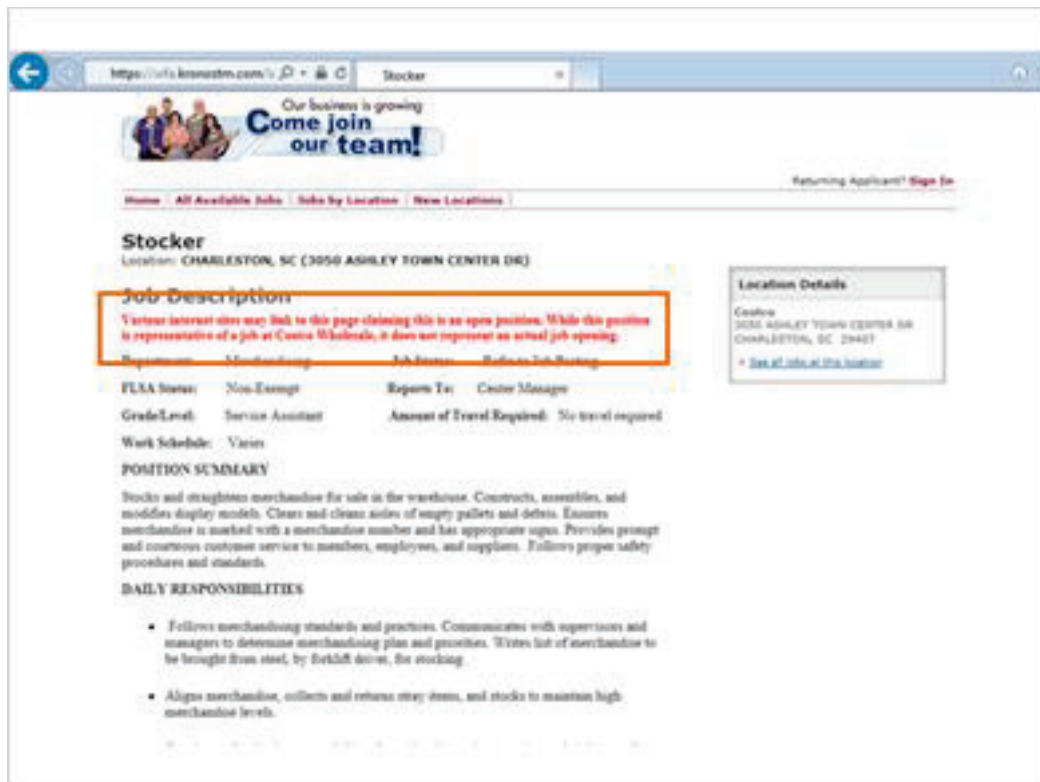 Stocker
Our business is growing
Come join
our team!
Returning Applicant? Sign In
Home All Available Jobs Jobs by Location New Locations
Stocker
Location: CHARLESTON, SC (3050 ASHLEY TOWN CENTER DR)
Job Description
Various internet sites may link to this page claiming this is an open position. While this position
is representative of a job at Costco Wholesale, it does not represent an actual job opening.
Department: Merchandising Job Status: Refer to Job Posting
FLSA Status: Non-Exempt Reports To: Center Manager
Grade/Level: Service Assistant Amount of Travel Required: No travel required
Work Schedule: Varies
POSITION SUMMARY
Stocks and straightens merchandise for sale in the warehouse. Constructs, assembles, and
modifies display models. Clears and cleans aisles of empty pallets and debris. Ensures
merchandise is marked with a merchandise number and has appropriate signs. Provides prompt
and courteous customer service to members, employees, and suppliers. Follows proper safety
procedures and standards.
DAILY RESPONSIBILITIES
• Follows merchandising standards and practices. Communicates with supervisors and
managers to determine merchandising plan and priorities. Writes list of merchandise to
be brought from steel, by forklift driver, for stocking.
• Aligns merchandise, collects and returns stray items, and stocks to maintain high
merchandise levels.
Location Details
Costco
3050 ASHLEY TOWN CENTER DR
CHARLESTON, SC 29407
See all jobs at this location